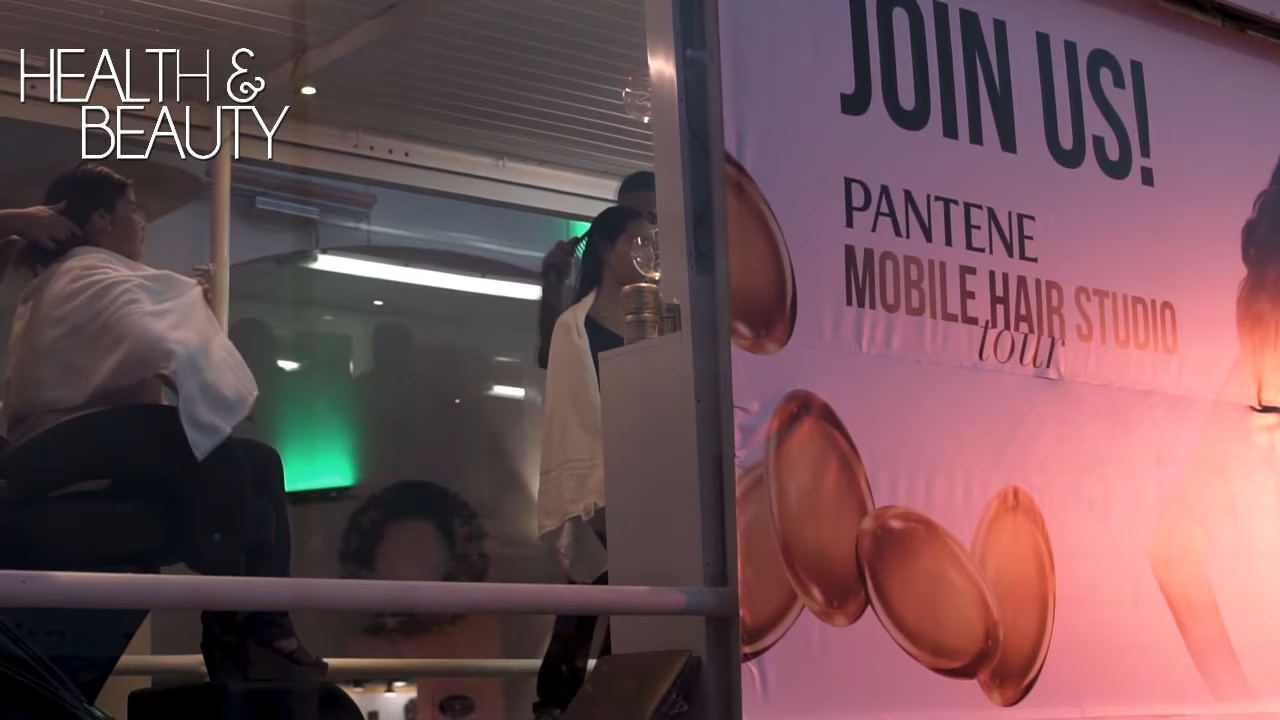 HEALTH &
BEAUTY
JOIN US!
PANTENE
MOBILE HAIR STUDIO
tour